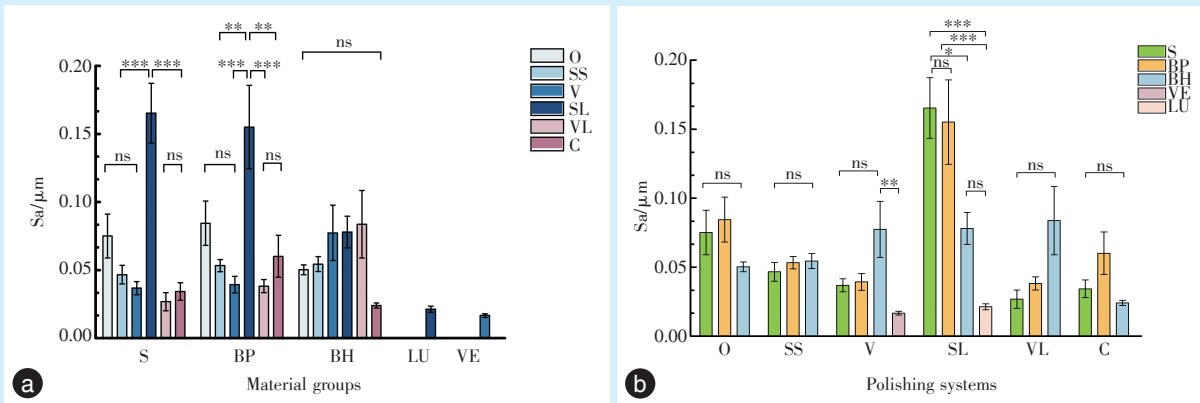 ** **
ns
*** *** *** ***
0.20
0.15
0.10
0.05
0.00
Sa/μm
ns ns ns ns
S BP BH LU VE
Material groups
O
SS
V
SL
VL
C
a
***
***
*
ns
0.20
0.15
0.10
0.05
0.00
Sa/μm
ns ns ns ** ns ns ns
O SS V SL VL C
Polishing systems
S
BP
BH
VE
LU
b